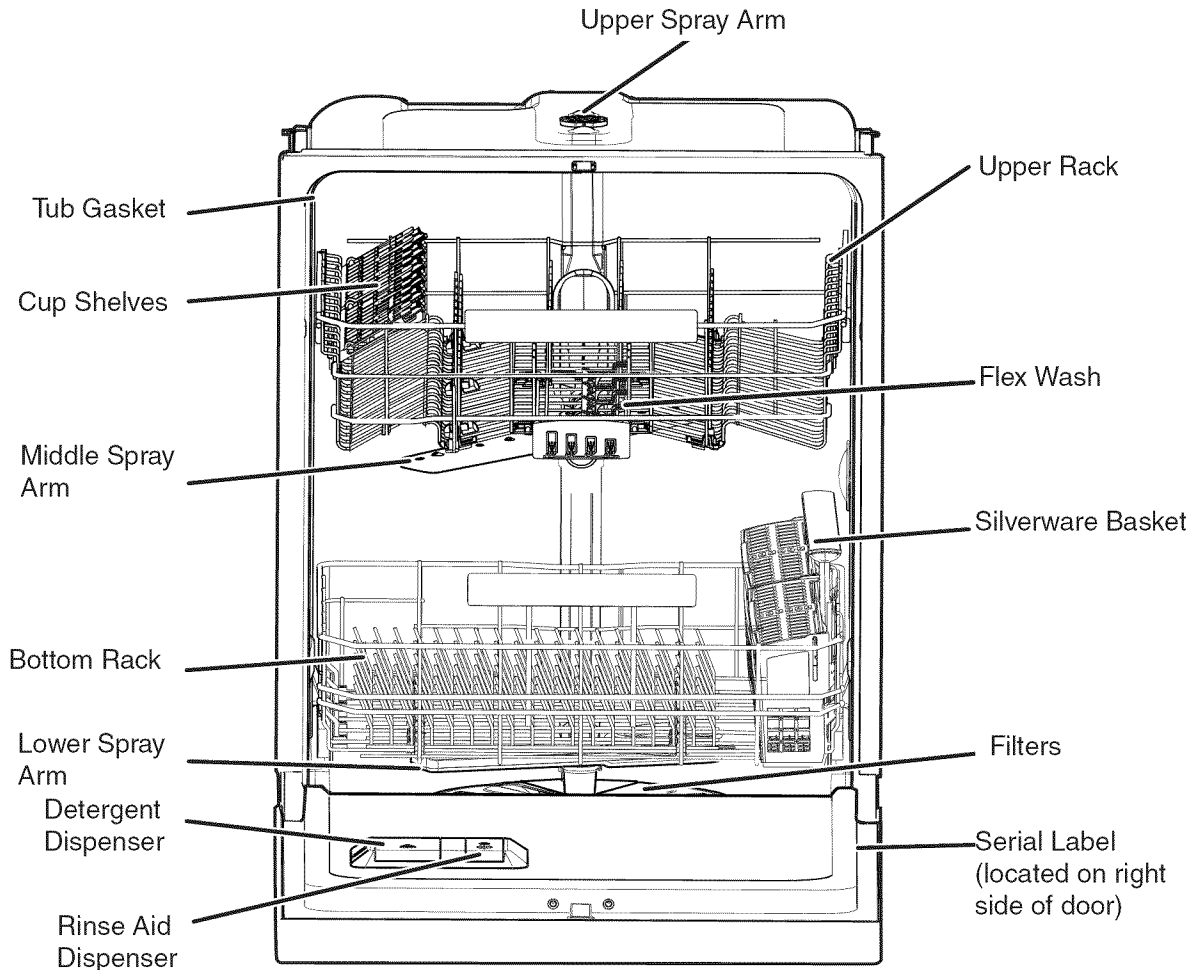 Upper Spray Arm
Upper Rack
Tub Gasket
Cup Shelves
Flex Wash
Middle Spray
Arm
Silverware Basket
Bottom Rack
Lower Spray
Arm
Filters
Detergent
Dispenser
Serial Label
(located on right
side of door)
Rinse Aid
Dispenser